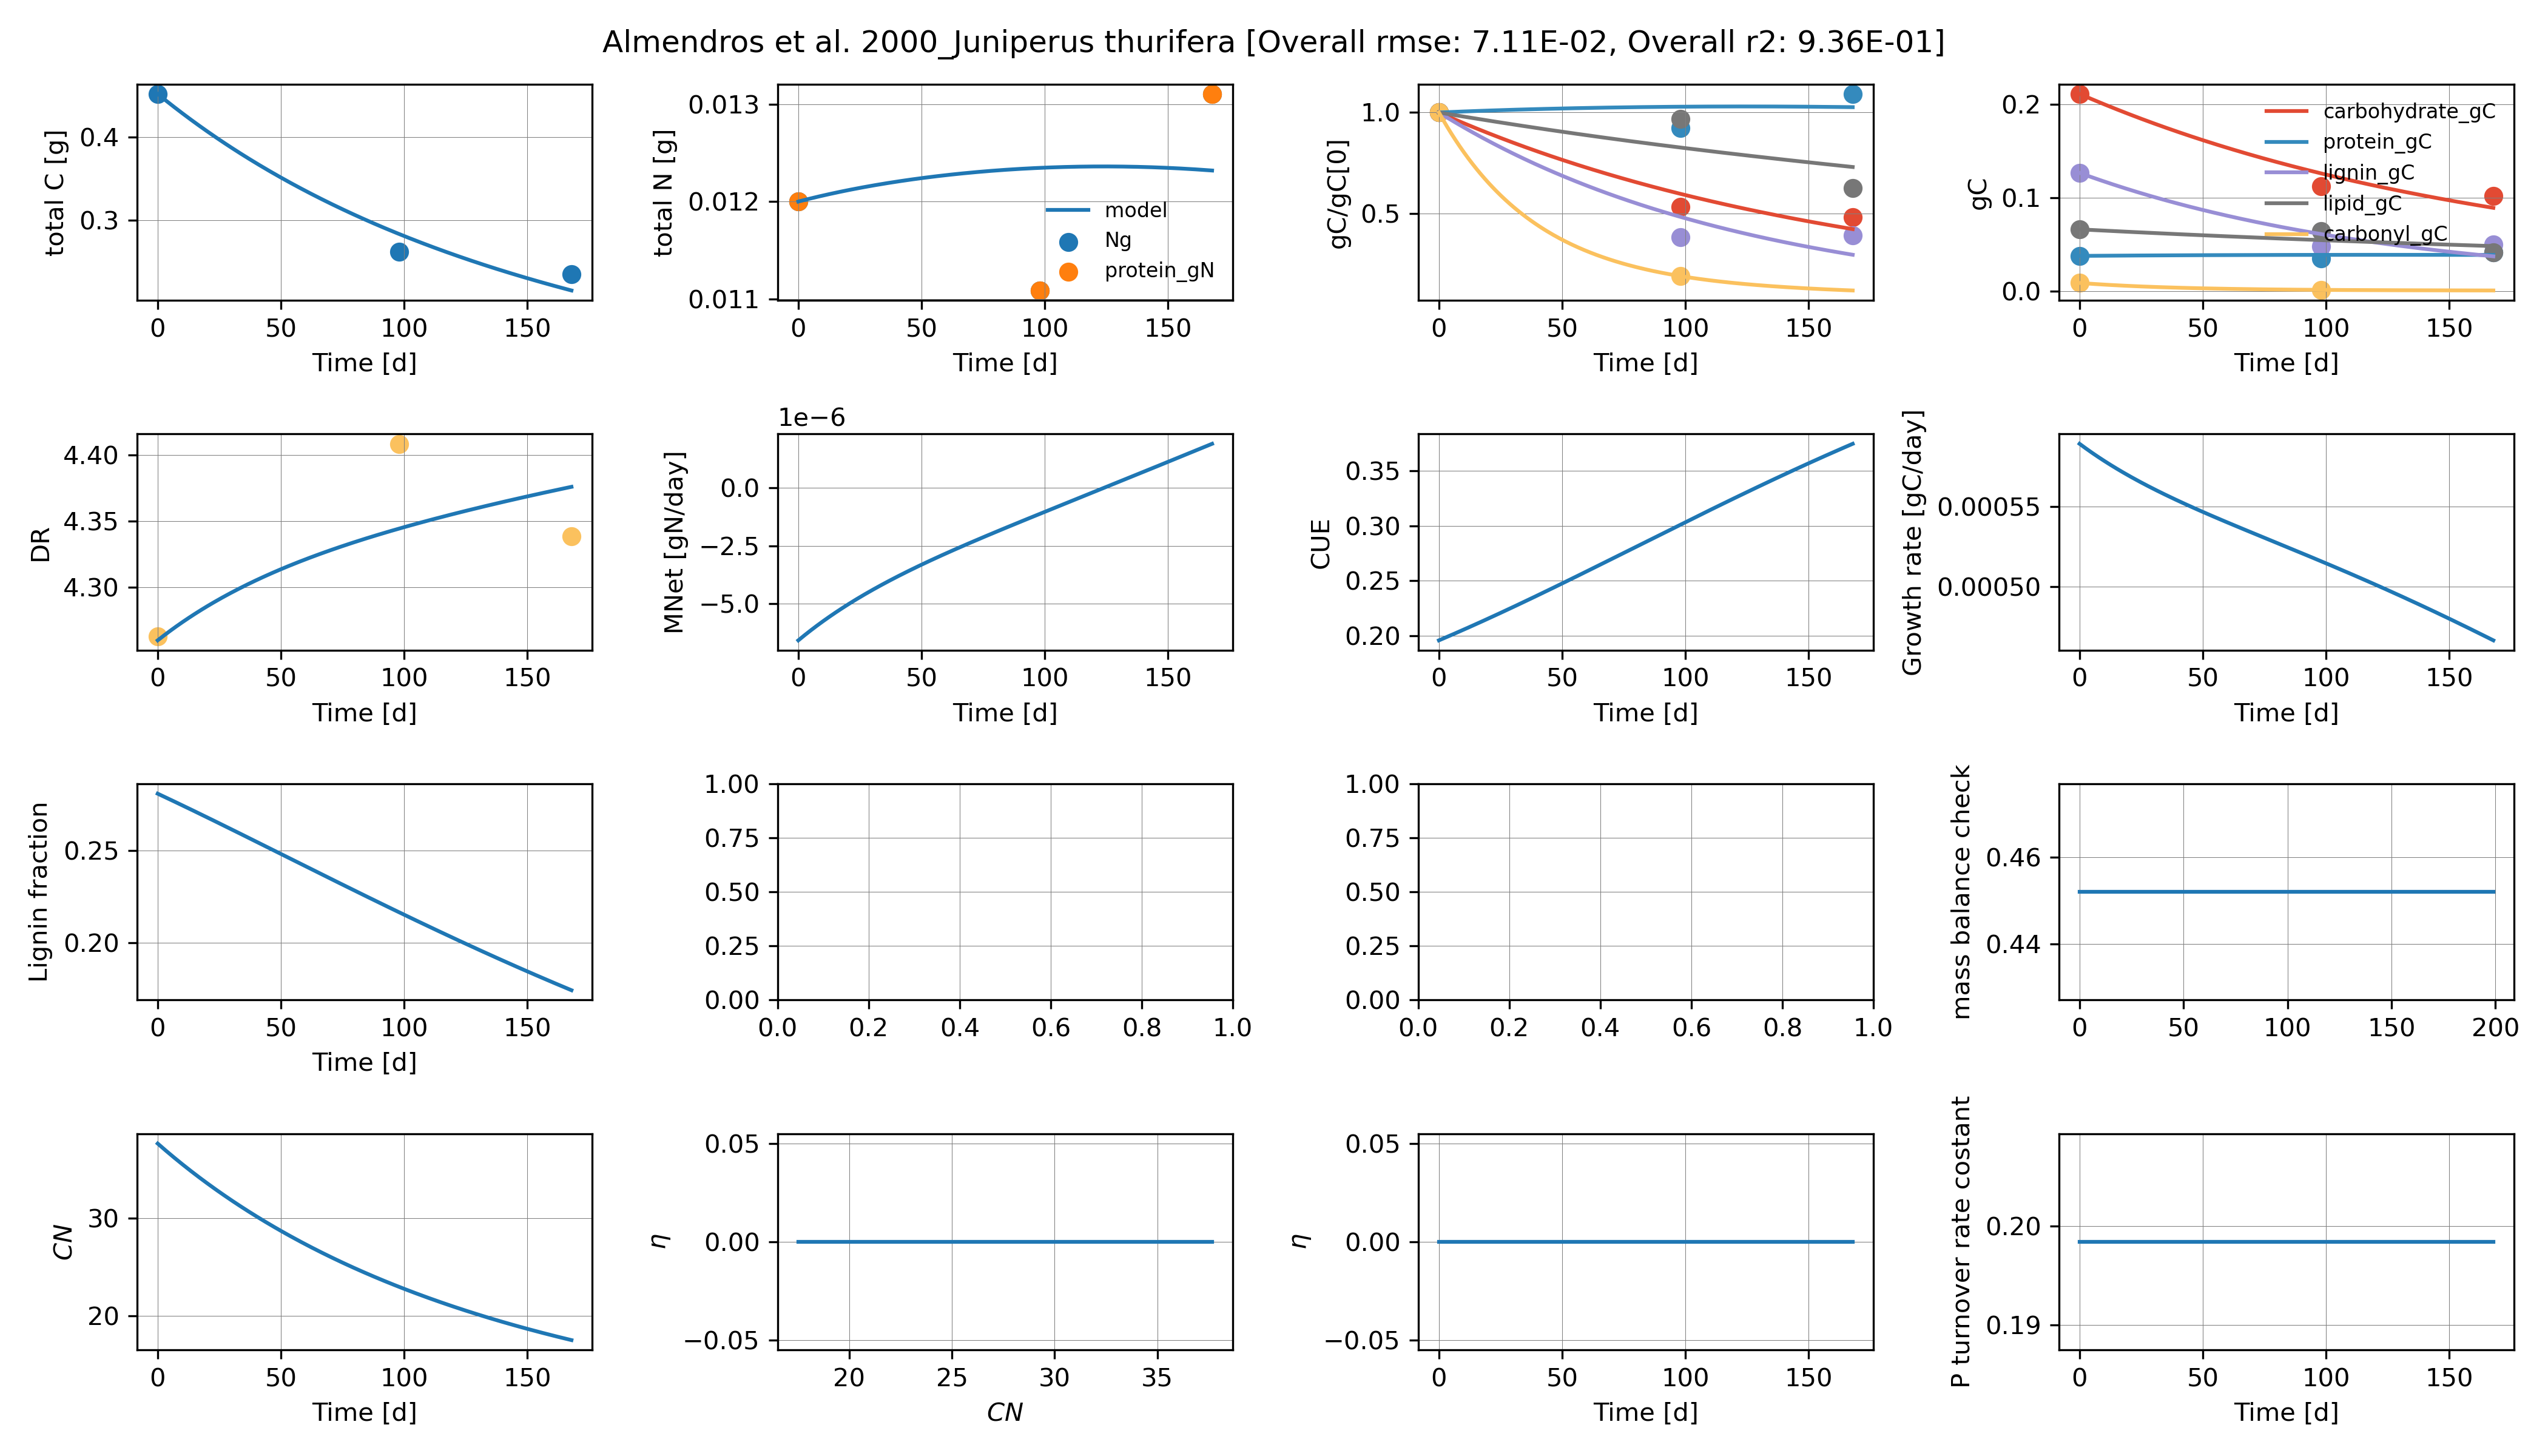 Almendros et al. 2000_Juniperus thurifera [Overall rmse: 7.11E-02, Overall r2: 9.36E-01]
total C [g]
0.4
0.3
0 50 100 150
Time [d]
total N [g]
0.013
0.012
0.011
model
Ng
protein_gN
0 50 100 150
Time [d]
gC/gC[0]
1.0
0.5
0 50 100 150
Time [d]
gC
0.2
0.1
0.0
carbohydrate_gC
protein_gC
lignin_gC
lipid_gC
carbonyl_gC
0 50 100 150
Time [d]
DR
4.40
4.35
4.30
0 50 100 150
Time [d]
1e−6
MNet [gN/day]
0.0
−2.5
−5.0
0 50 100 150
Time [d]
CUE
0.35
0.30
0.25
0.20
0 50 100 150
Time [d]
Growth rate [gC/day]
0.00055
0.00050
0 50 100 150
Time [d]
Lignin fraction
0.25
0.20
0 50 100 150
Time [d]
1.00
0.75
0.50
0.25
0.00
0.0 0.2 0.4 0.6 0.8 1.0
1.00
0.75
0.50
0.25
0.00
0.0 0.2 0.4 0.6 0.8 1.0
mass balance check
0.46
0.44
0 50 100 150 200
CN
30
20
0 50 100 150
Time [d]
η
0.05
0.00
−0.05
20 25 30 35
CN
η
0.05
0.00
−0.05
0 50 100 150
Time [d]
P turnover rate costant
0.20
0.19
0 50 100 150
Time [d]